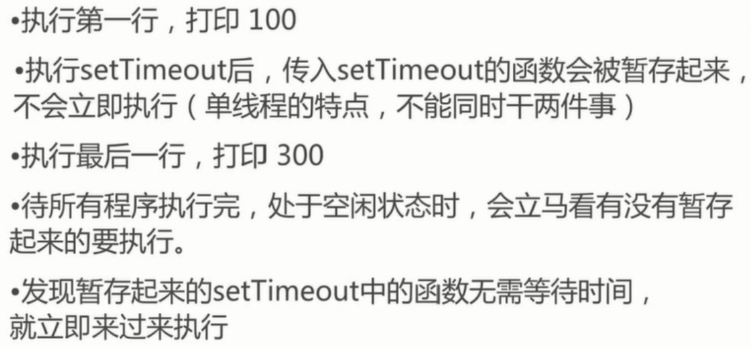 •执行第一行，打印 100
•执行setTimeout后，传入setTimeout的函数会被暂存起来，
不会立即执行（单线程的特点，不能同时干两件事）
•执行最后一行，打印 300
•待所有程序执行完，处于空闲状态时，会立马看有没有暂存
起来的要执行。
•发现暂存起来的setTimeout中的函数无需等待时间，
就立即来过来执行